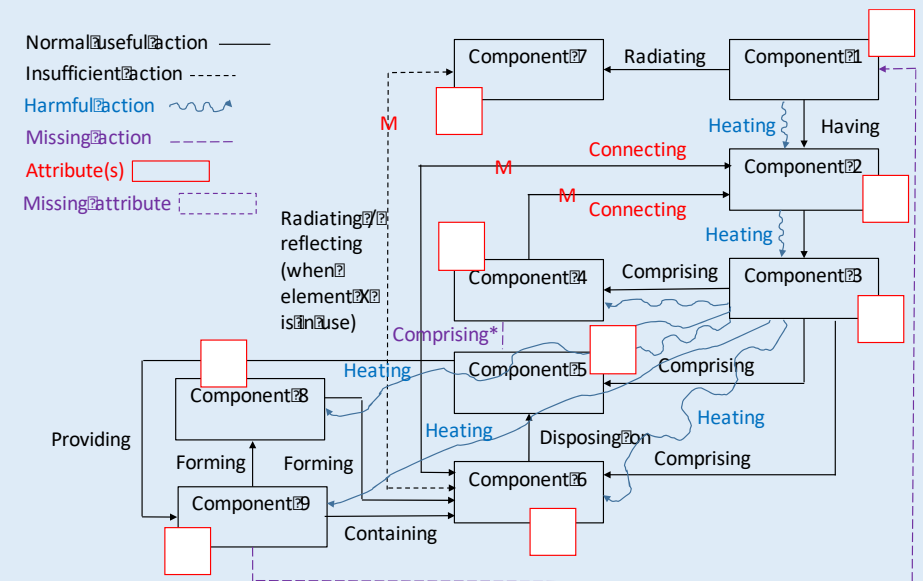 Normal useful action
Insufficient action
Harmful action
Missing action
Attribute(s)
Missing attribute
Component 7
Radiating
Component 1
Heating
Having
M
Connecting
M
Component 2
M
Connecting
Radiating /
reflecting
(when
element X
is in use)
Heating
Component 4
Comprising
Component 3
Comprising*
Heating
Component 5
Comprising
Component 8
Heating
Heating
Providing
Disposing on
Forming
Forming
Comprising
Component 6
Component 9
Containing